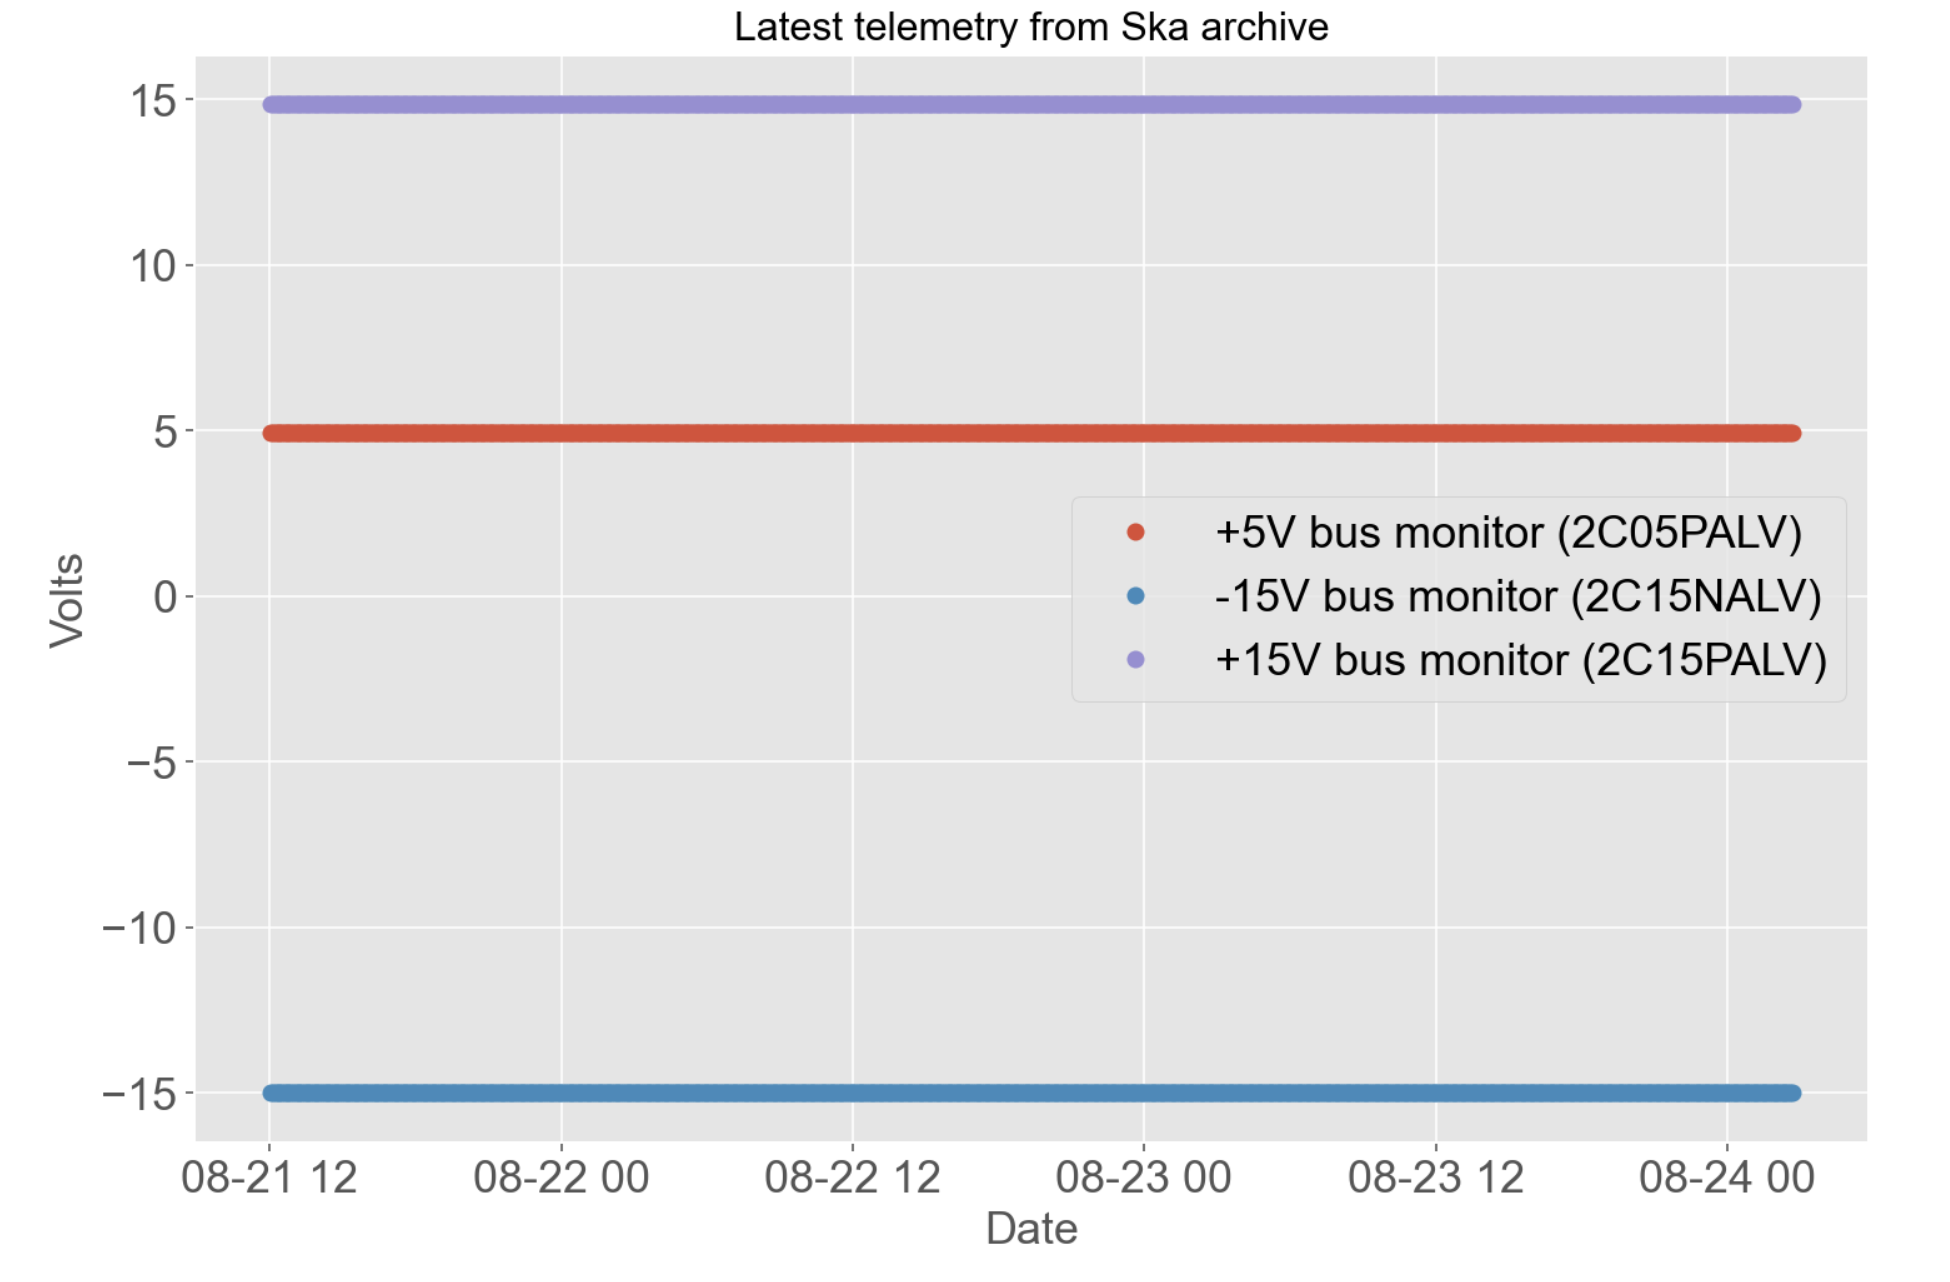 Latest telemetry from Ska archive
15
10
5
0
−5
−10
−15
Volts
+5V bus monitor (2C05PALV)
-15V bus monitor (2C15NALV)
+15V bus monitor (2C15PALV)
08-21 12
08-22 00
08-22 12
08-23 00
08-23 12
08-24 00
Date